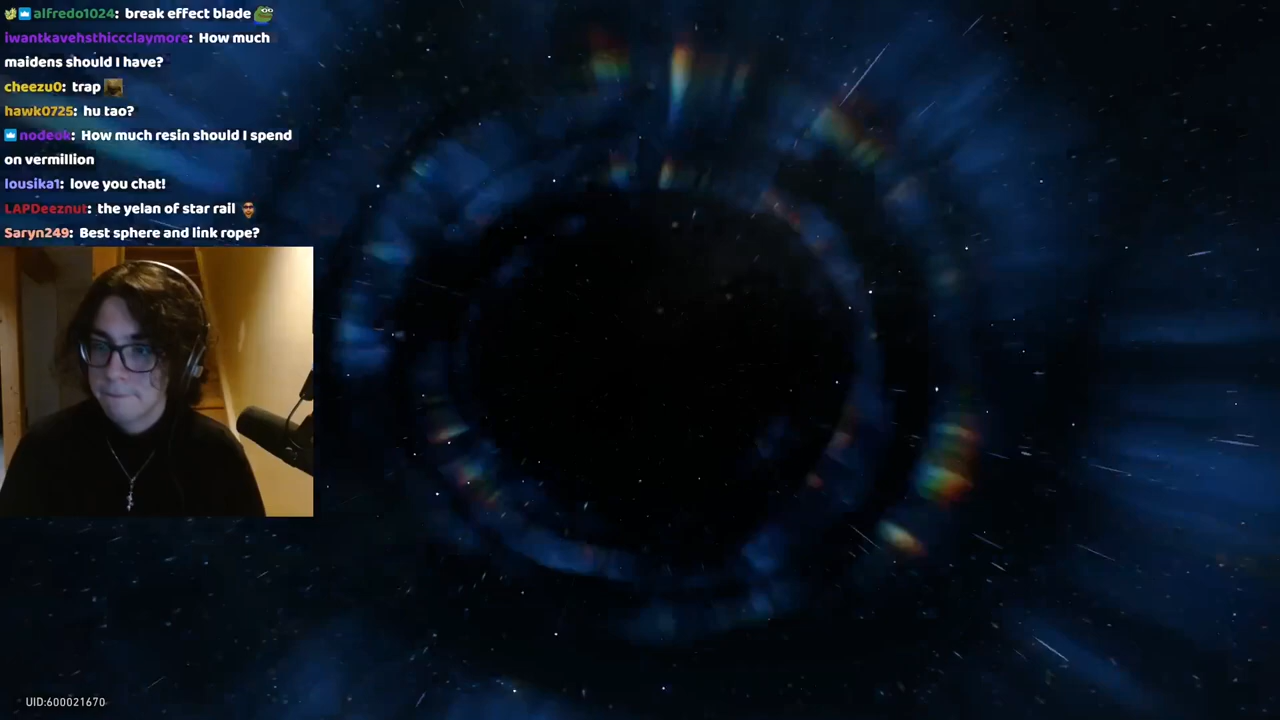 alfredo1024: break effect blade
iwantkavehsthiccclaymore: How much
maidens should I have?
cheezu0: trap
hawk0725: hu tao?
nodeok: How much resin should I spend
on vermillion
lousika1: love you chat!
LAPDeeznut: the yelan of star rail
Saryn249: Best sphere and link rope?
UID:600021670